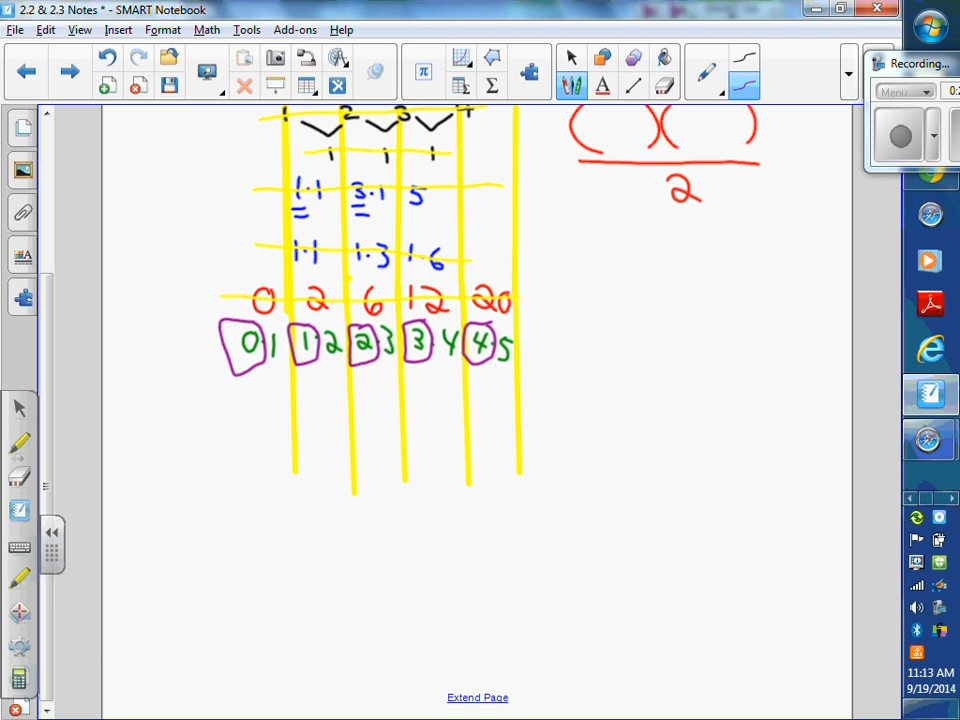 2.2 & 2.3 Notes * - SMART Notebook
File Edit View Insert Format Math Tools Add-ons Help
Recording...
Menu
0:2
2 3
1 1 1
1·1 3·1 5
1·1 1·3 1·6
0 2 6 12 20
0·1 1·2 2·3 3·4 4·5
( )( )
2
Extend Page
11:13 AM
9/19/2014